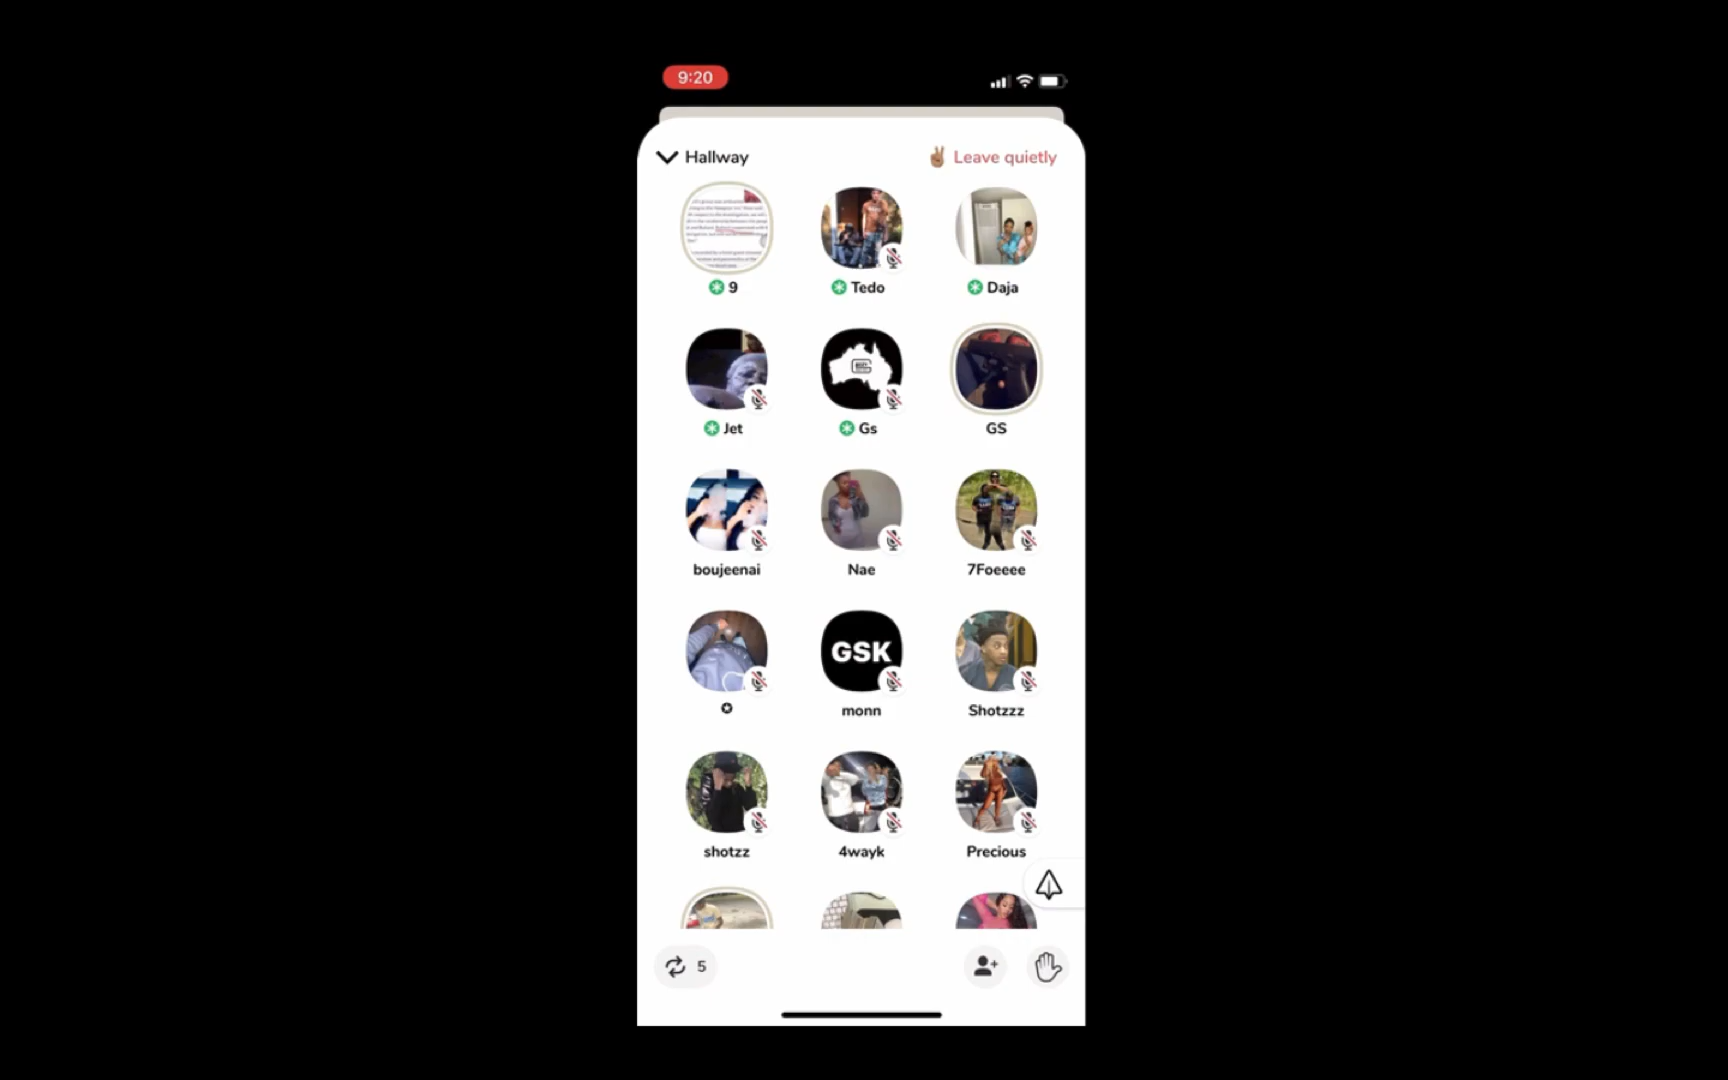 9:20
Hallway
✌🏽 Leave quietly
9
Tedo
Daja
Jet
Gs
GS
boujeenai
Nae
7Foeeee
✪
GSK
monn
Shotzzz
shotzz
4wayk
Precious
5